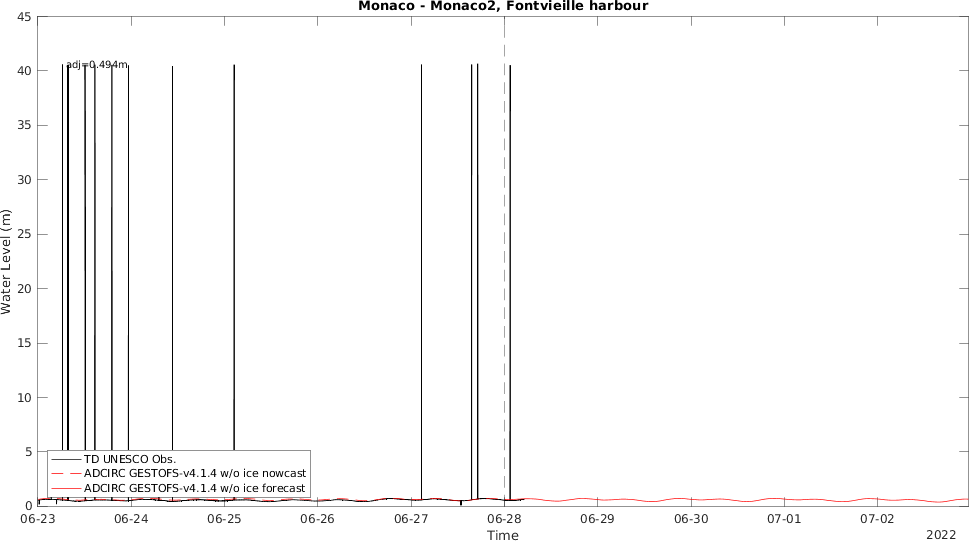 Monaco - Monaco2, Fontvieille harbour
45
40
35
30
25
20
15
10
5
0
Water Level (m)
adj=0.494m
TD UNESCO Obs.
ADCIRC GESTOFS-v4.1.4 w/o ice nowcast
ADCIRC GESTOFS-v4.1.4 w/o ice forecast
06-23 06-24 06-25 06-26 06-27 06-28 06-29 06-30 07-01 07-02
Time
2022